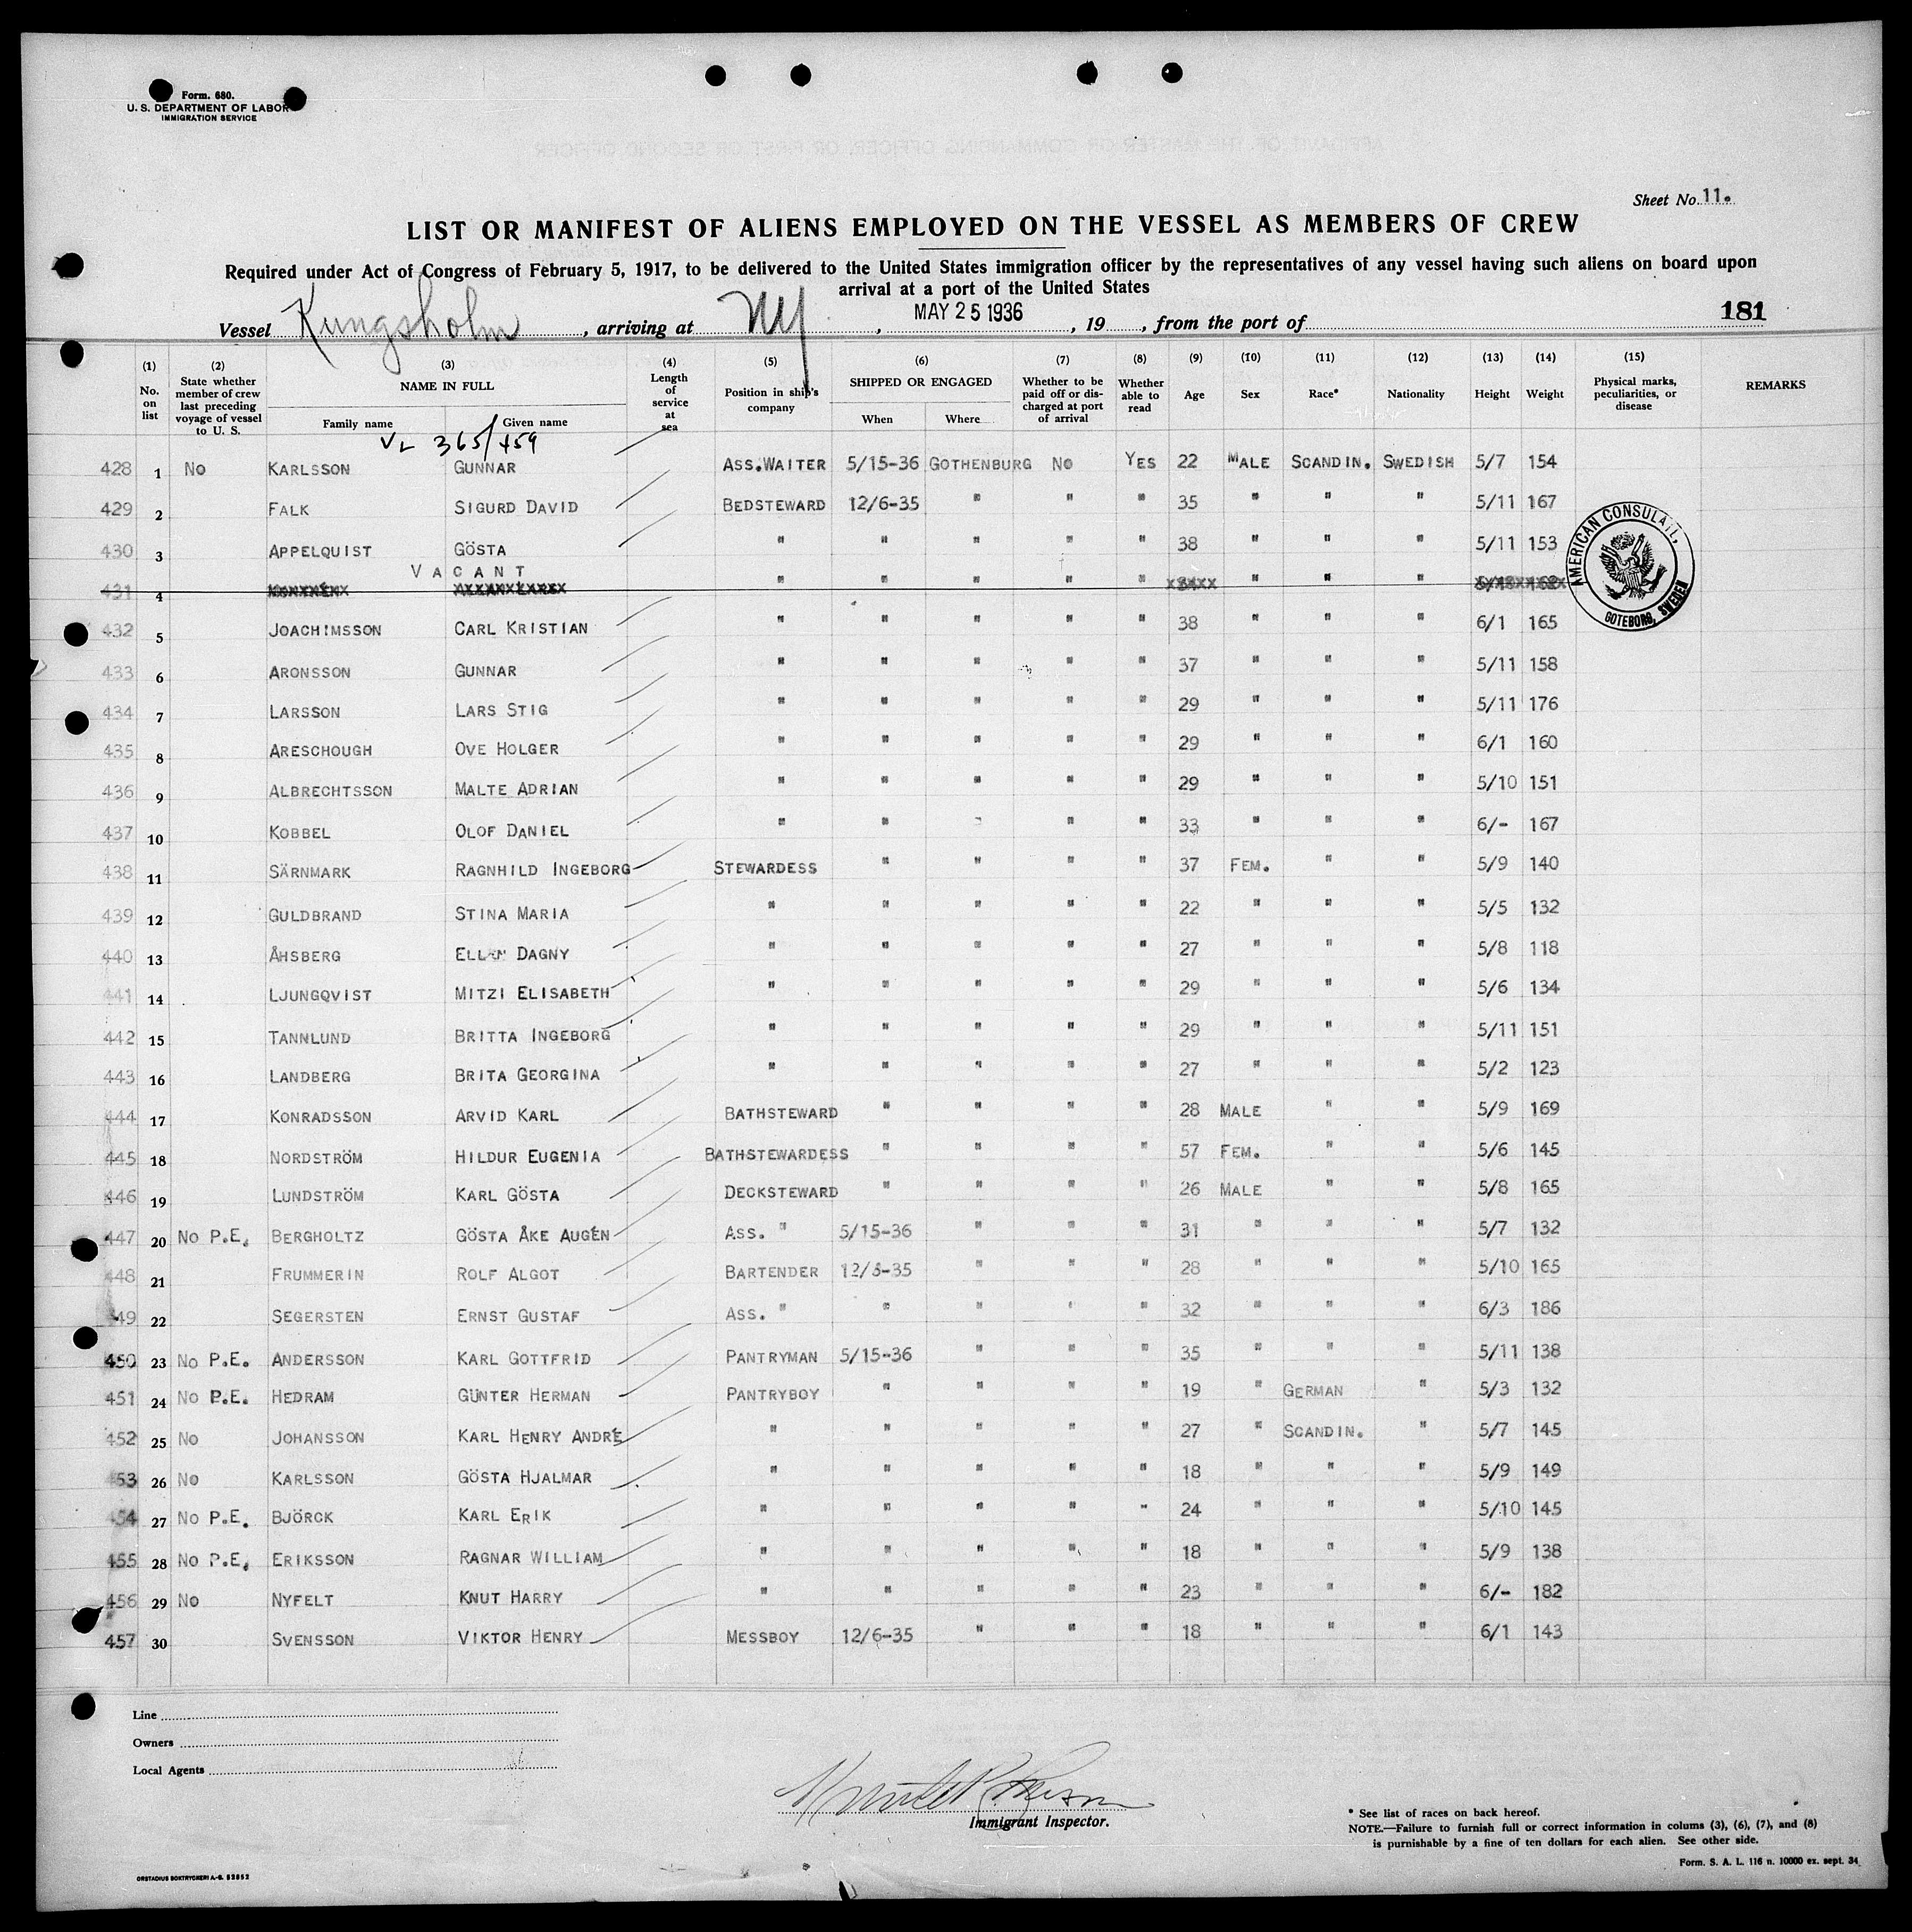 Form. 680.
U. S. DEPARTMENT OF LABOR
IMMIGRATION SERVICE
Sheet No. 11.
LIST OR MANIFEST OF ALIENS EMPLOYED ON THE VESSEL AS MEMBERS OF CREW
Required under Act of Congress of February 5, 1917, to be delivered to the United States immigration officer by the representatives of any vessel having such aliens on board upon
arrival at a port of the United States
181
Vessel Kungsholm, arriving at NY, MAY 25 1936, 19, from the port of
(1) No. on list (2) State whether member of crew last preceding voyage of vessel to U. S. (3) NAME IN FULL Family name Given name (4) Length of service at sea (5) Position in ship's company (6) SHIPPED OR ENGAGED When Where (7) Whether to be paid off or discharged at port of arrival (8) Whether able to read (9) Age (10) Sex (11) Race* (12) Nationality (13) Height (14) Weight (15) Physical marks, peculiarities, or disease REMARKS
365/459
428 1 No KARLSSON GUNNAR ASS.WAITER 5/15-36 GOTHENBURG No YES 22 MALE SCANDIN. SWEDISH 5/7 154
429 2 FALK SIGURD DAVID BEDSTEWARD 12/6-35 " " " 35 " " " 5/11 167
430 3 APPELQUIST GÖSTA " " " " " 38 " " " 5/11 153
VACANT
431 4 " " " " " " " "
432 5 JOACHIMSSON CARL KRISTIAN " " " " " 38 " " " 6/1 165
433 6 ARONSSON GUNNAR " " " " " 37 " " " 5/11 158
434 7 LARSSON LARS STIG " " " " " 29 " " " 5/11 176
435 8 ARESCHOUGH OVE HOLGER " " " " " 29 " " " 6/1 160
436 9 ALBRECHTSSON MALTE ADRIAN " " " " " 29 " " " 5/10 151
437 10 KOBBEL OLOF DANIEL " " " " " 33 " " " 6/- 167
438 11 SÄRNMARK RAGNHILD INGEBORG STEWARDESS " " " " 37 FEM. " " 5/9 140
439 12 GULDBRAND STINA MARIA " " " " " 22 " " " 5/5 132
440 13 ÅHSBERG ELLEN DAGNY " " " " " 27 " " " 5/8 118
441 14 LJUNGQVIST MITZI ELISABETH " " " " " 29 " " " 5/6 134
442 15 TANNLUND BRITTA INGEBORG " " " " " 29 " " " 5/11 151
443 16 LANDBERG BRITA GEORGINA " " " " " 27 " " " 5/2 123
444 17 KONRADSSON ARVID KARL BATHSTEWARD " " " " 28 MALE " " 5/9 169
445 18 NORDSTRÖM HILDUR EUGENIA BATHSTEWARDESS " " " " 57 FEM. " " 5/6 145
446 19 LUNDSTRÖM KARL GÖSTA DECKSTEWARD " " " " 26 MALE " " 5/8 165
447 20 No P.E. BERGHOLTZ GÖSTA ÅKE AUGÉN ASS. " 5/15-36 " " " 31 " " " 5/7 132
448 21 FRUMMERIN ROLF ALGOT BARTENDER 12/6-35 " " " 28 " " " 5/10 165
449 22 SEGERSTEN ERNST GUSTAF ASS. " " " " " 32 " " " 6/3 186
450 23 No P.E. ANDERSSON KARL GOTTFRID PANTRYMAN 5/15-36 " " " 35 " " " 5/11 138
451 24 No P.E. HEDRAM GÜNTER HERMAN PANTRYBOY " " " " 19 " GERMAN " 5/3 132
452 25 No JOHANSSON KARL HENRY ANDRÉ " " " " " 27 " SCANDIN. " 5/7 145
453 26 No KARLSSON GÖSTA HJALMAR " " " " " 18 " " " 5/9 149
454 27 No P.E. BJÖRCK KARL ERIK " " " " " 24 " " " 5/10 145
455 28 No P.E. ERIKSSON RAGNAR WILLIAM " " " " " 18 " " " 5/9 138
456 29 No NYFELT KNUT HARRY " " " " " 23 " " " 6/- 182
457 30 SVENSSON VIKTOR HENRY MESSBOY 12/6-35 " " " 18 " " " 6/1 143
AMERICAN CONSULATE,
GOTEBORG, SWEDEN
Line
Owners
Local Agents
Immigrant Inspector.
* See list of races on back hereof.
NOTE.—Failure to furnish full or correct information in colums (3), (6), (7), and (8)
is purnishable by a fine of ten dollars for each alien. See other side.
Form. S. A. L. 116 n. 10000 ex. sept. 34
ORSTADIUS BOKTRYCKERI A.-B. 52852